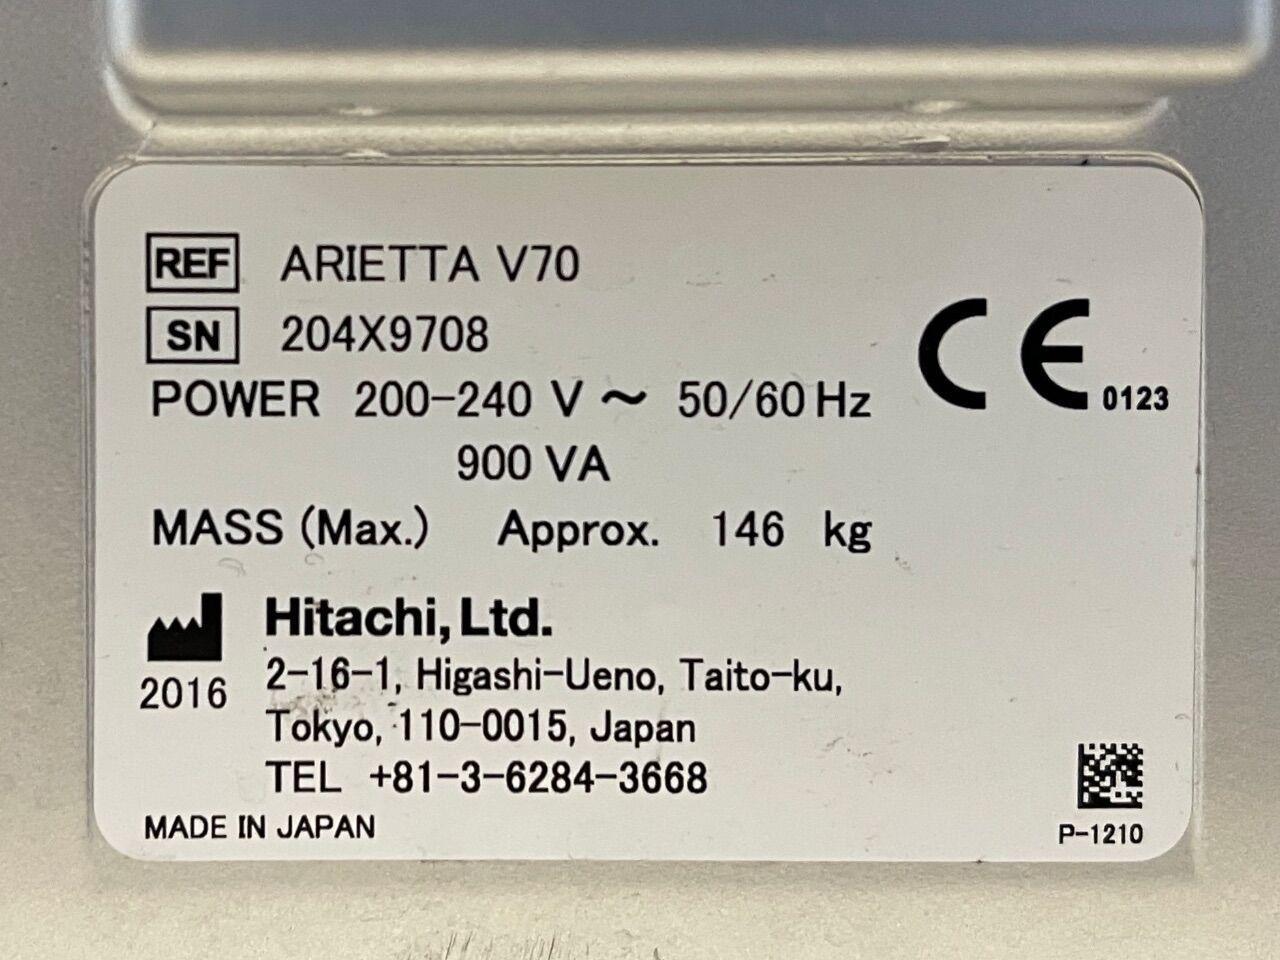 REF ARIETTA V70
SN 204X9708
POWER 200-240 V ~ 50/60 Hz
900 VA
CE 0123
MASS (Max.) Approx. 146 kg
Hitachi, Ltd.
2016
2-16-1, Higashi-Ueno, Taito-ku,
Tokyo, 110-0015, Japan
TEL +81-3-6284-3668
MADE IN JAPAN
P-1210